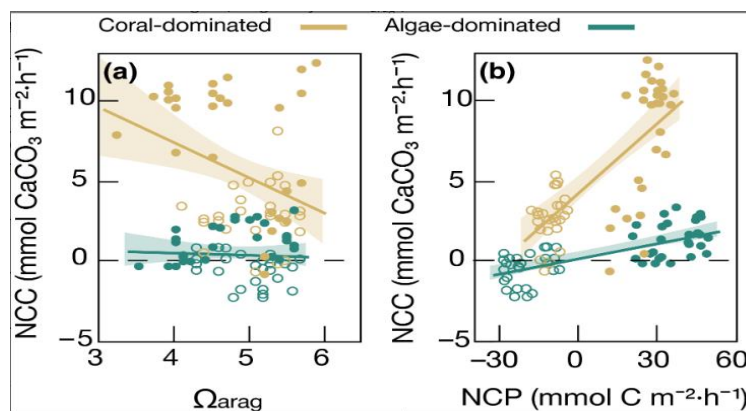 Coral-dominated Algae-dominated
(a)
NCC (mmol CaCO₃ m⁻²·h⁻¹)
10
5
0
−5
3 4 5 6
Ωarag
(b)
NCC (mmol CaCO₃ m⁻²·h⁻¹)
10
5
0
−5
−30 0 30 60
NCP (mmol C m⁻²·h⁻¹)